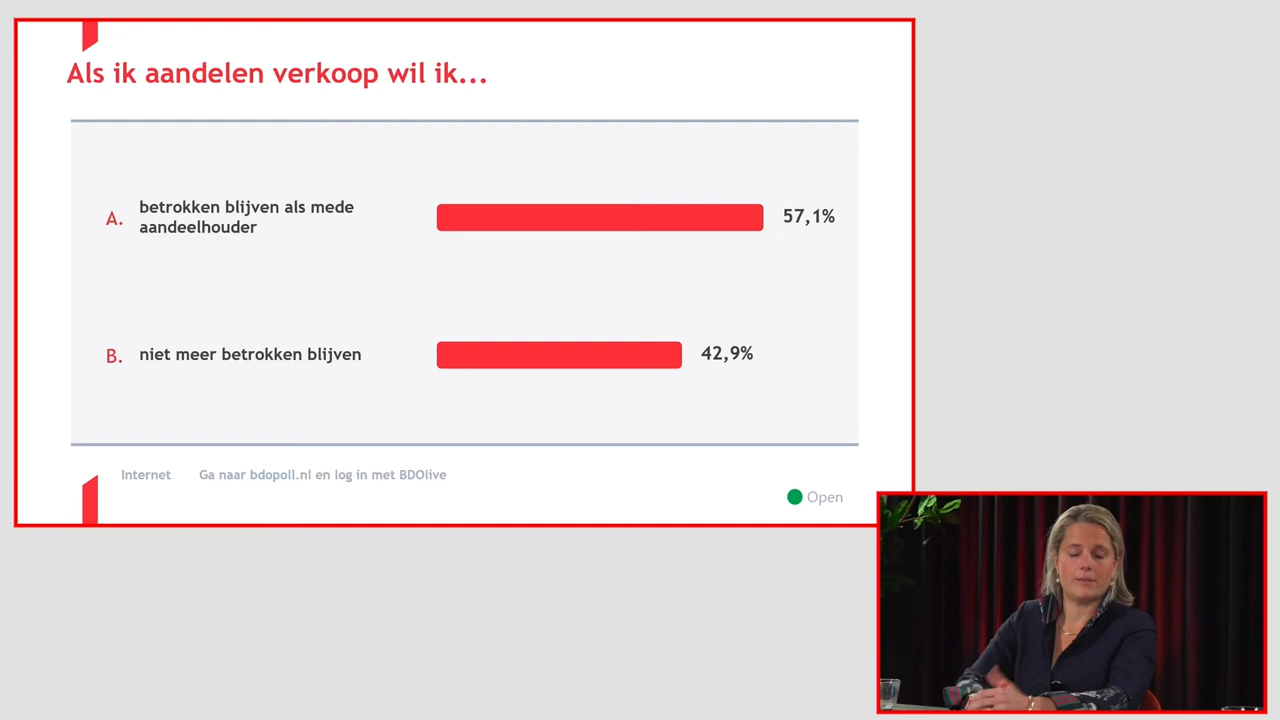 Als ik aandelen verkoop wil ik...
A. betrokken blijven als mede
aandeelhouder
57,1%
B. niet meer betrokken blijven
42,9%
Internet Ga naar bdopoll.nl en log in met BDOlive
Open